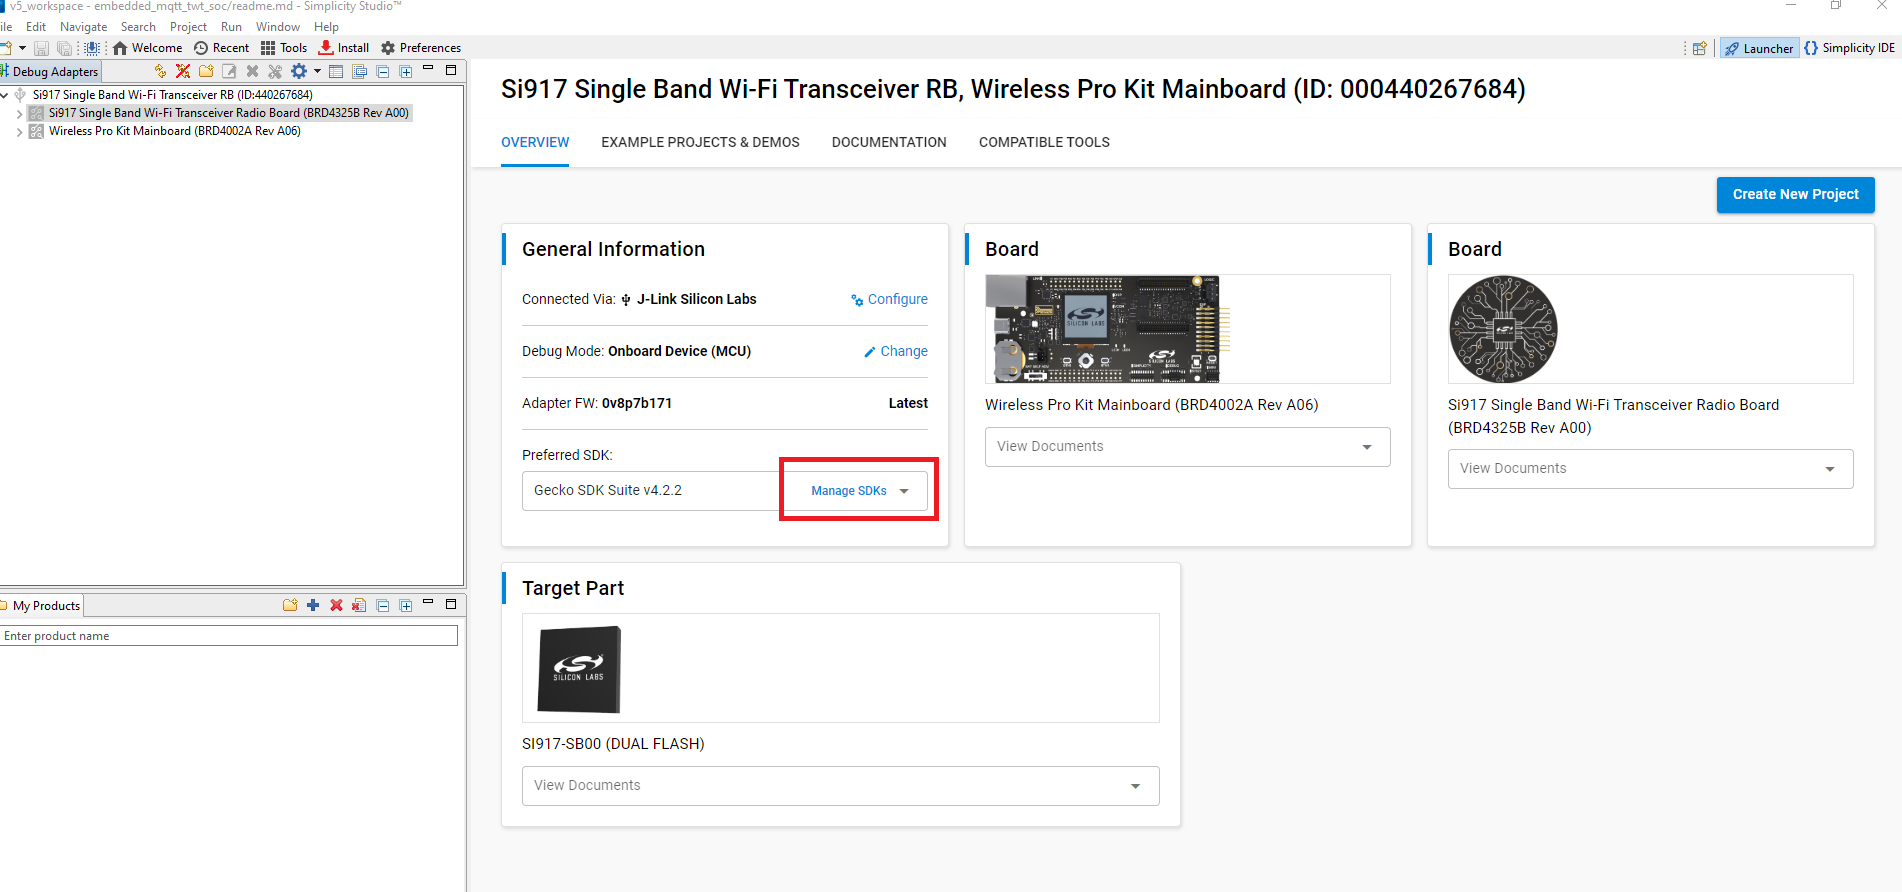 v5_workspace - embedded_mqtt_twt_soc/readme.md - Simplicity Studio™
ile Edit Navigate Search Project Run Window Help
Welcome Recent Tools Install Preferences
Launcher Simplicity IDE
Debug Adapters
Si917 Single Band Wi-Fi Transceiver RB (ID:440267684)
Si917 Single Band Wi-Fi Transceiver Radio Board (BRD4325B Rev A00)
Wireless Pro Kit Mainboard (BRD4002A Rev A06)
My Products
Enter product name
Si917 Single Band Wi-Fi Transceiver RB, Wireless Pro Kit Mainboard (ID: 000440267684)
OVERVIEW EXAMPLE PROJECTS & DEMOS DOCUMENTATION COMPATIBLE TOOLS
Create New Project
General Information
Connected Via: J-Link Silicon Labs Configure
Debug Mode: Onboard Device (MCU) Change
Adapter FW: 0v8p7b171 Latest
Preferred SDK:
Gecko SDK Suite v4.2.2 Manage SDKs
Board
SILICON LABS
Wireless Pro Kit Mainboard (BRD4002A Rev A06)
View Documents
Board
Si917 Single Band Wi-Fi Transceiver Radio Board
(BRD4325B Rev A00)
View Documents
Target Part
SILICON LABS
SI917-SB00 (DUAL FLASH)
View Documents